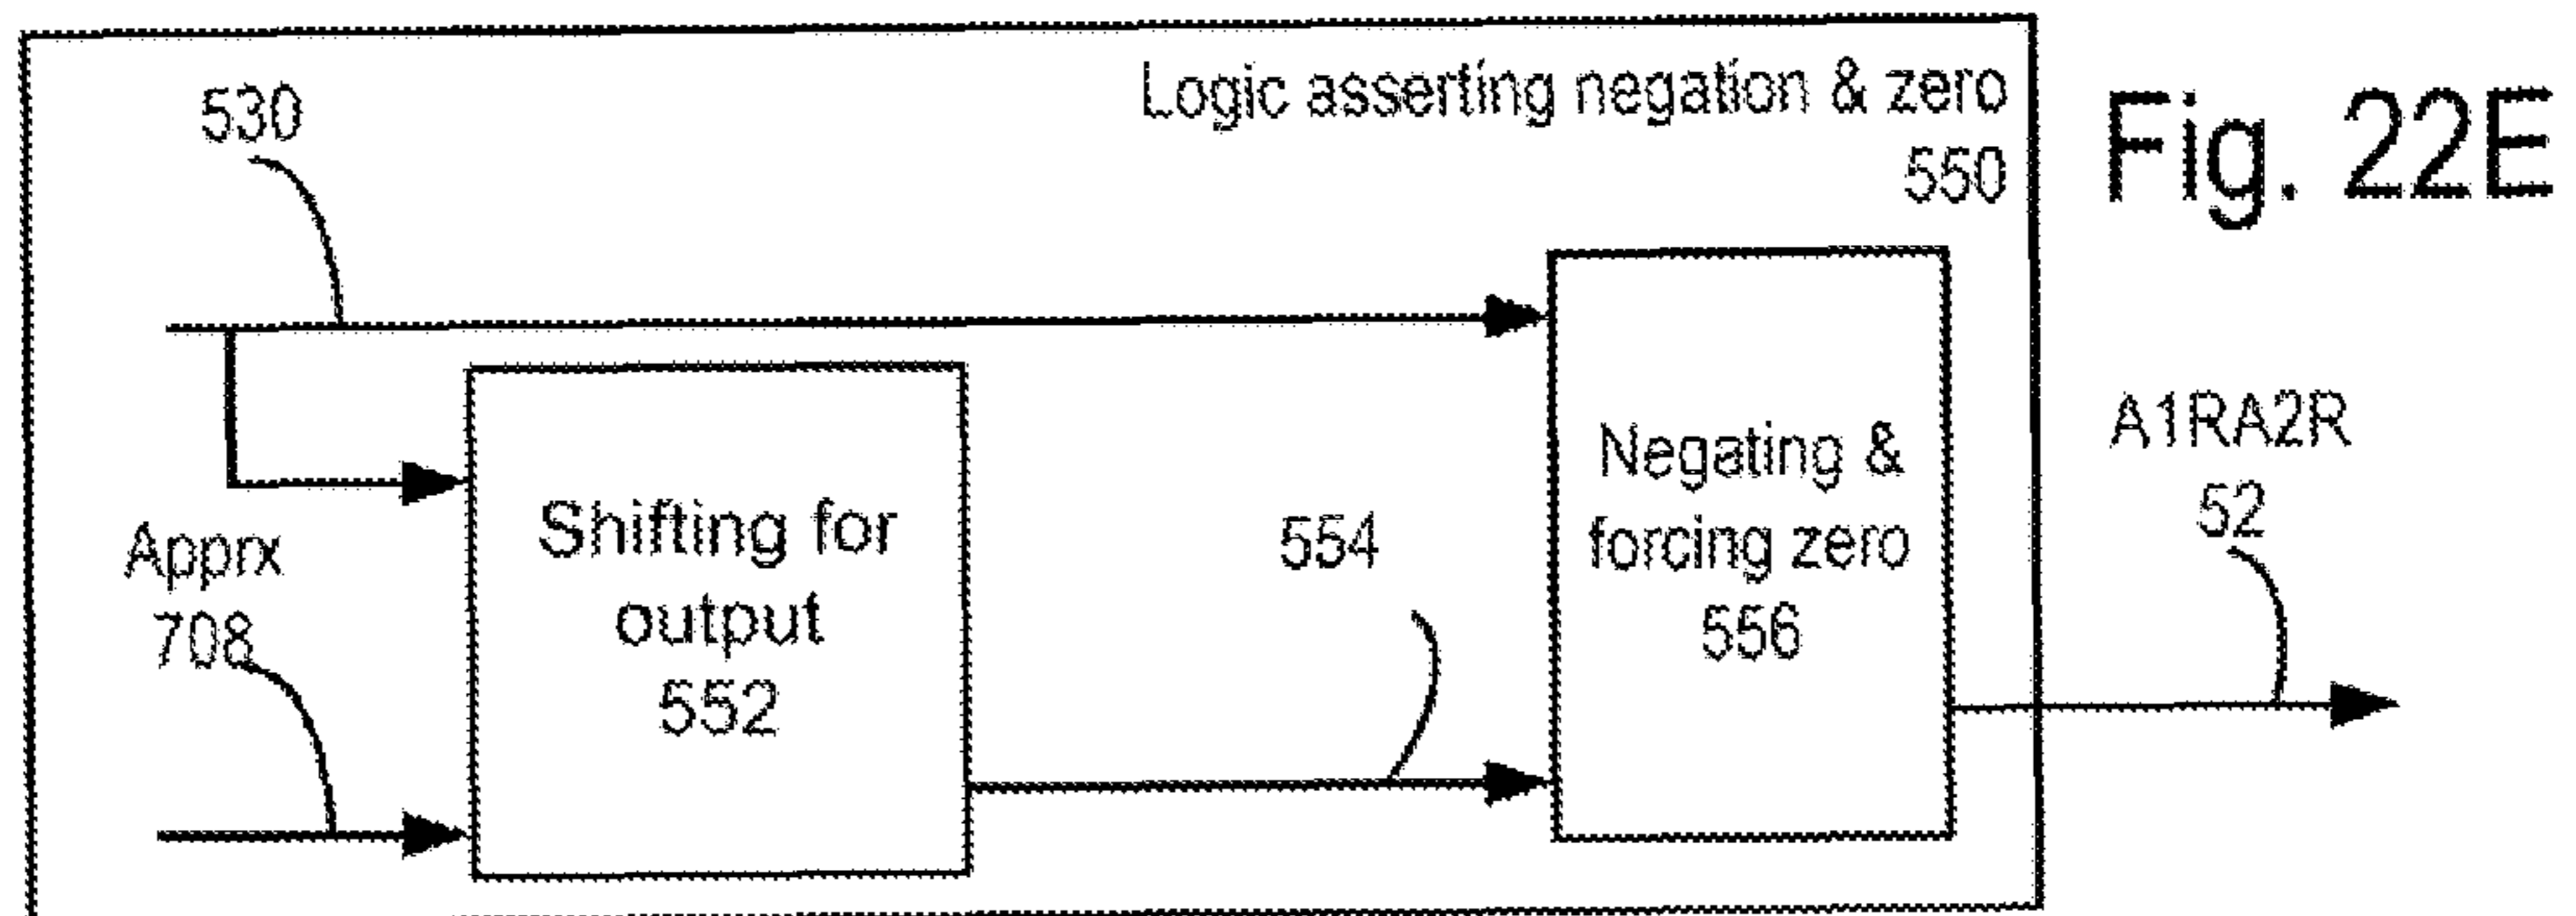 Logic asserting negation & zero
550
Fig. 22E
530
Apprx
708
Shifting for
output
552
554
Negating &
forcing zero
556
A1RA2R
52